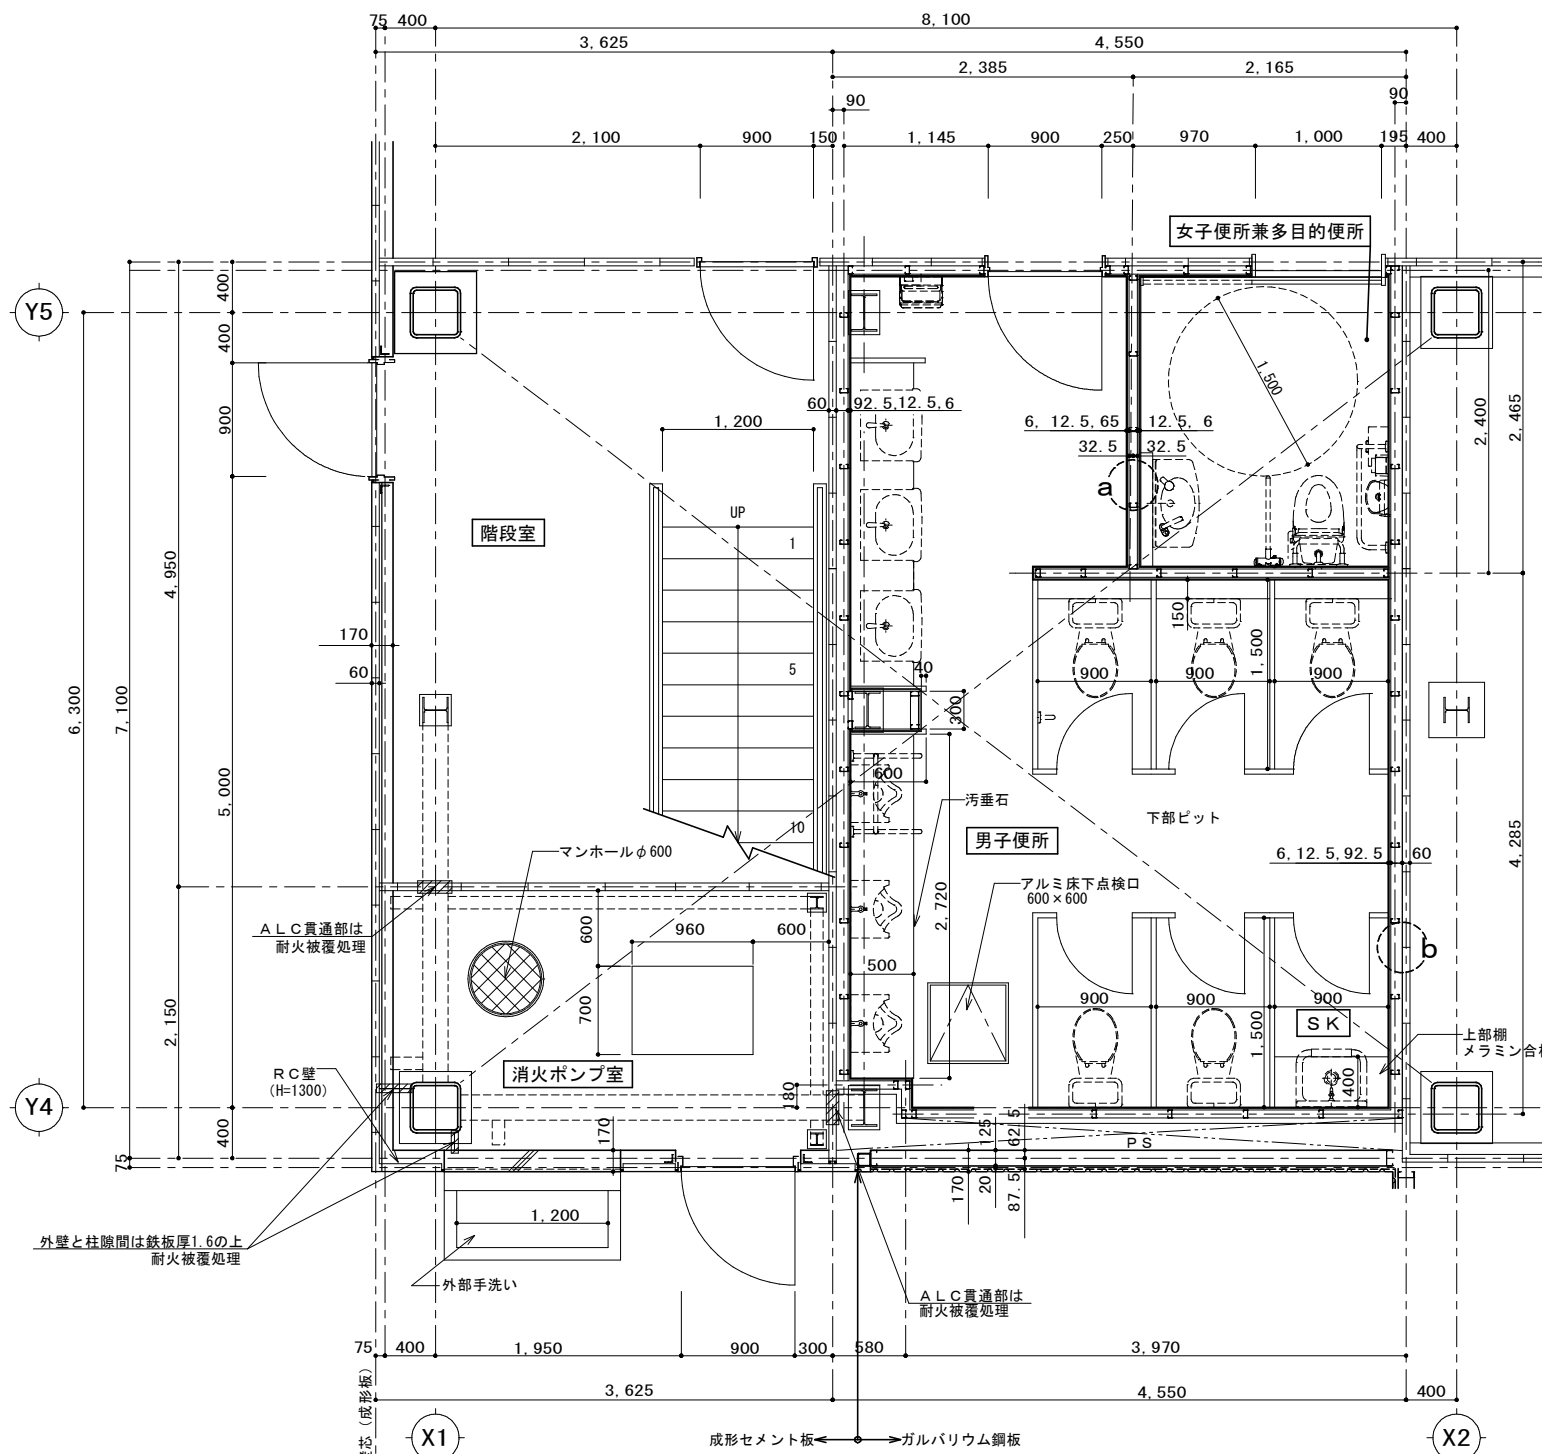 75 400 8,100
3,625 4,550
2,385 2,165
90 90
2,100 900 150 1,145 900 250 970 1,000 195 400
女子便所兼多目的便所
Y5
400
400
900
4,950
6,300
7,100
5,000
2,150
400
75
1,500
2,400
2,465
60 92.5,12.5,6
6, 12.5,65 12.5, 6
32.5 32.5
1,200
a
UP
1
階段室
5
10
170
60
150
1,500
40
900 900 900
300
600
汚垂石
下部ピット
男子便所
6,12.5,92.5 60
4,285
マンホールφ600
アルミ床下点検口
600×600
2,720
ALC貫通部は
耐火被覆処理
600
960 600
700
500
b
900 900 900
SK
1,500
400
上部棚
メラミン合
RC壁
(H=1300)
消火ポンプ室
Y4
180
170
125
62.5
PS
170
20
87.5
1,200
外壁と柱隙間は鉄板厚1.6の上
耐火被覆処理
外部手洗い
ALC貫通部は
耐火被覆処理
75 400 1,950 900 300 580 3,970
3,625 4,550 400
(成形板)
X1
成形セメント板
ガルバリウム鋼板
X2